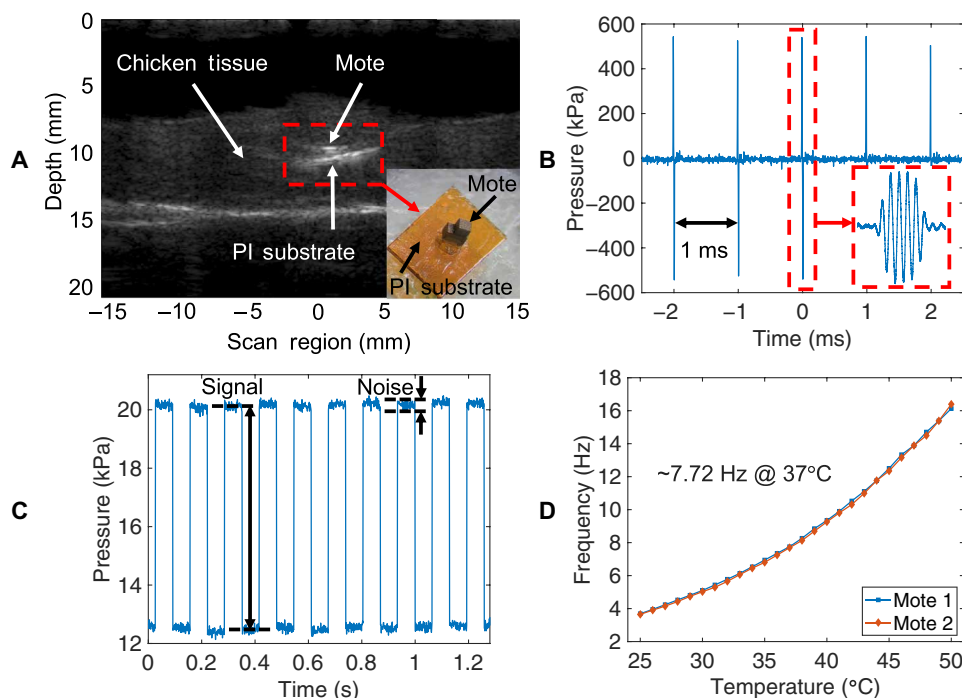 A
Depth (mm)
0
5
10
15
20
Chicken tissue
Mote
PI substrate
Mote
PI substrate
−15
−10
−5
0
5
10
15
Scan region (mm)
B
Pressure (kPa)
600
400
200
0
−200
−400
−600
1 ms
−2
−1
0
1
2
Time (ms)
C
Pressure (kPa)
20
18
16
14
12
Signal
Noise
0
0.2
0.4
0.6
0.8
1
1.2
Time (s)
D
Frequency (Hz)
18
16
14
12
10
8
6
4
2
~7.72 Hz @ 37°C
Mote 1
Mote 2
25
30
35
40
45
50
Temperature (°C)